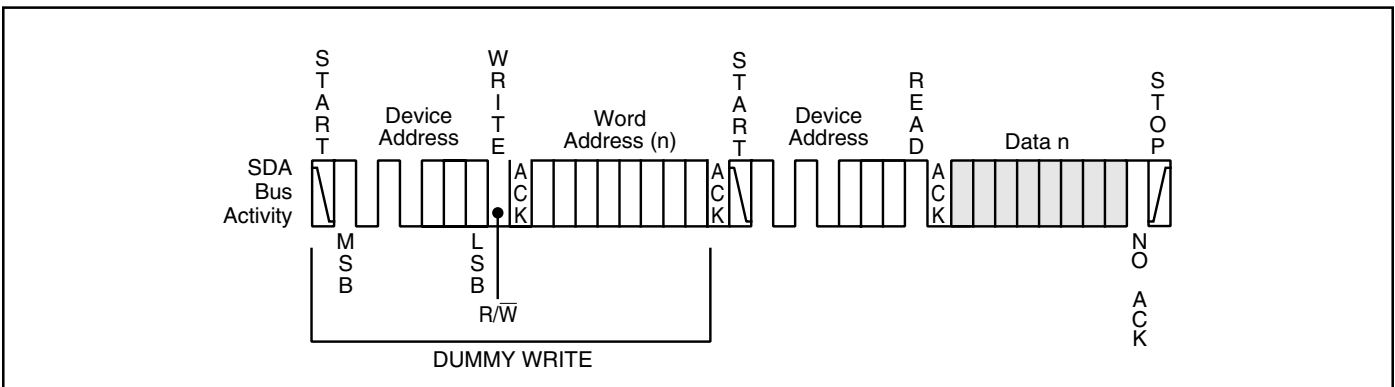 START
WRITE
START
READ
STOP
Device
Address
Word
Address (n)
Device
Address
Data n
SDA
Bus
Activity
ACK
ACK
ACK
MSB
LSB
R/W̅
NO ACK
DUMMY WRITE